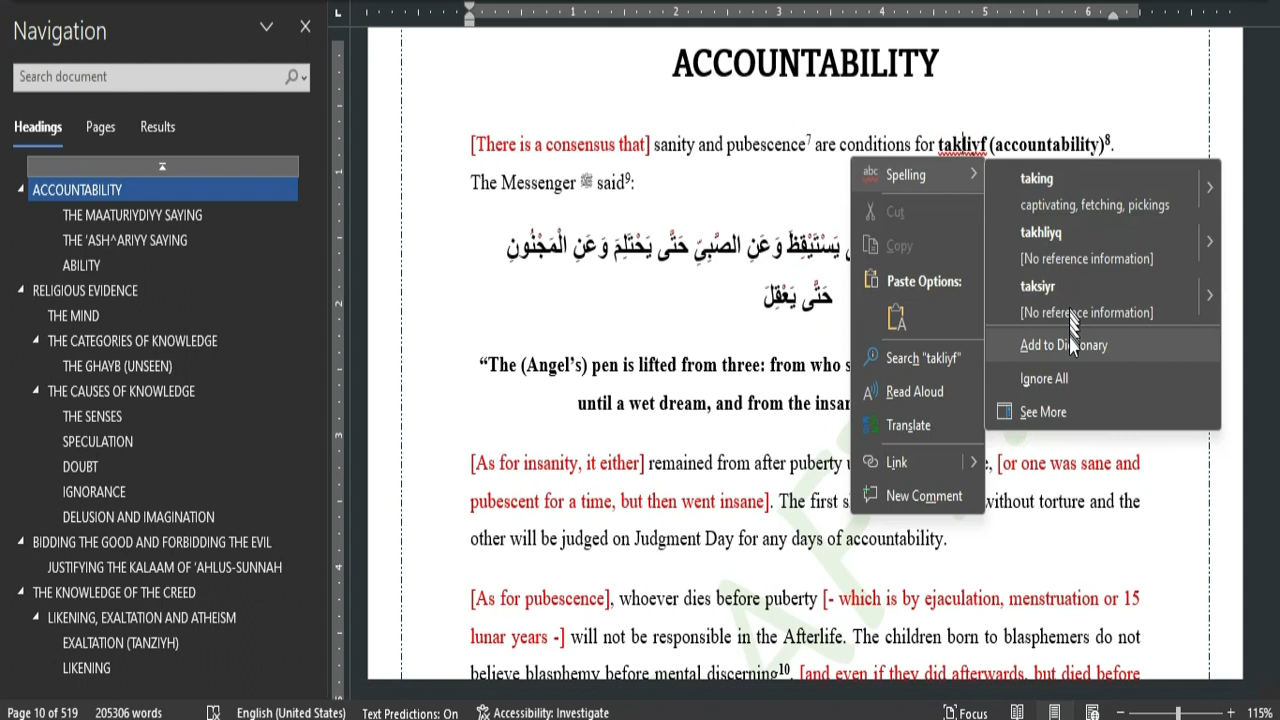 Navigation
Search document
Headings Pages Results
ACCOUNTABILITY
THE MAATURIYDIYY SAYING
THE 'ASH^ARIYY SAYING
ABILITY
RELIGIOUS EVIDENCE
THE MIND
THE CATEGORIES OF KNOWLEDGE
THE GHAYB (UNSEEN)
THE CAUSES OF KNOWLEDGE
THE SENSES
SPECULATION
DOUBT
IGNORANCE
DELUSION AND IMAGINATION
BIDDING THE GOOD AND FORBIDDING THE EVIL
JUSTIFYING THE KALAAM OF 'AHLUS-SUNNAH
THE KNOWLEDGE OF THE CREED
LIKENING, EXALTATION AND ATHEISM
EXALTATION (TANZIYH)
LIKENING
L 1 2 3 4 5 6
1
3
4
ACCOUNTABILITY
[There is a consensus that] sanity and pubescence7 are conditions for takliyf (accountability)8.
The Messenger ﷺ said9:
يَسْتَيْقِظَ وَعَنِ الصَّبِيِّ حَتَّى يَحْتَلِمَ وَعَنِ الْمَجْنُونِ
حَتَّى يَعْقِلَ
“The (Angel’s) pen is lifted from three: from who s
until a wet dream, and from the insan
[As for insanity, it either] remained from after puberty u , [or one was sane and
pubescent for a time, but then went insane]. The first s without torture and the
other will be judged on Judgment Day for any days of accountability.
[As for pubescence], whoever dies before puberty [- which is by ejaculation, menstruation or 15
lunar years -] will not be responsible in the Afterlife. The children born to blasphemers do not
believe blasphemy before mental discerning10, [and even if they did afterwards, but died before
abc Spelling
Cut
Copy
Paste Options:
A
Search "takliyf"
Read Aloud
Translate
Link
New Comment
taking
captivating, fetching, pickings
takhliyq
[No reference information]
taksiyr
[No reference information]
Add to Dictionary
Ignore All
See More
Page 10 of 519 205306 words English (United States) Text Predictions: On Accessibility: Investigate Focus 115%